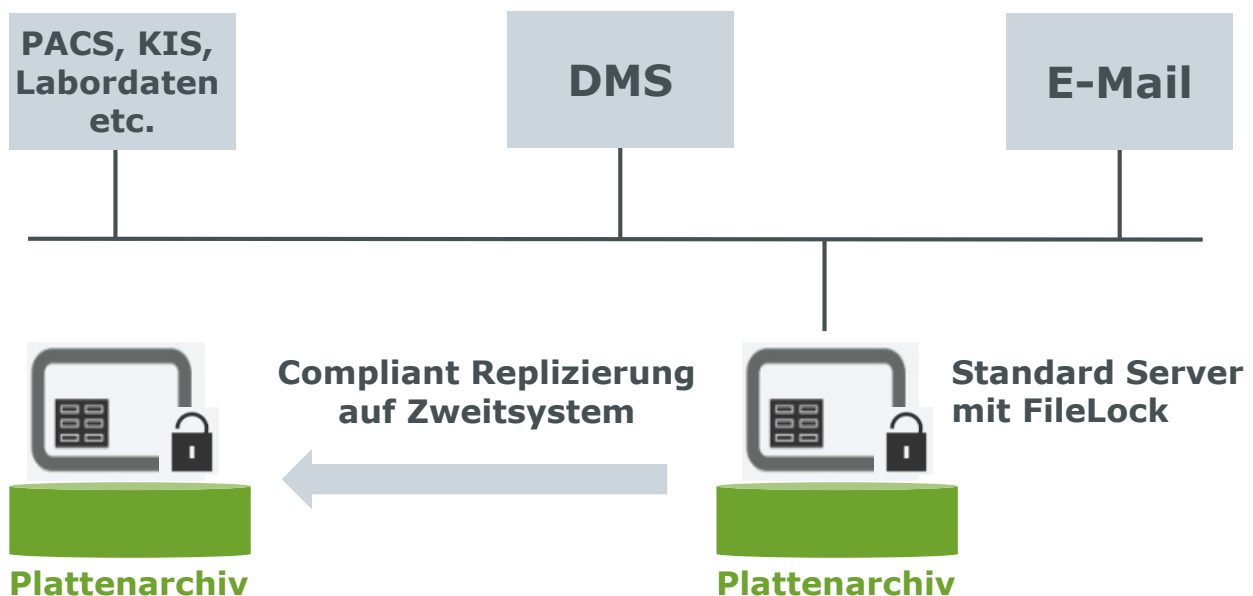 PACS, KIS,
Labordaten
etc.
DMS
E-Mail
Compliant Replizierung
auf Zweitsystem
Standard Server
mit FileLock
Plattenarchiv
Plattenarchiv